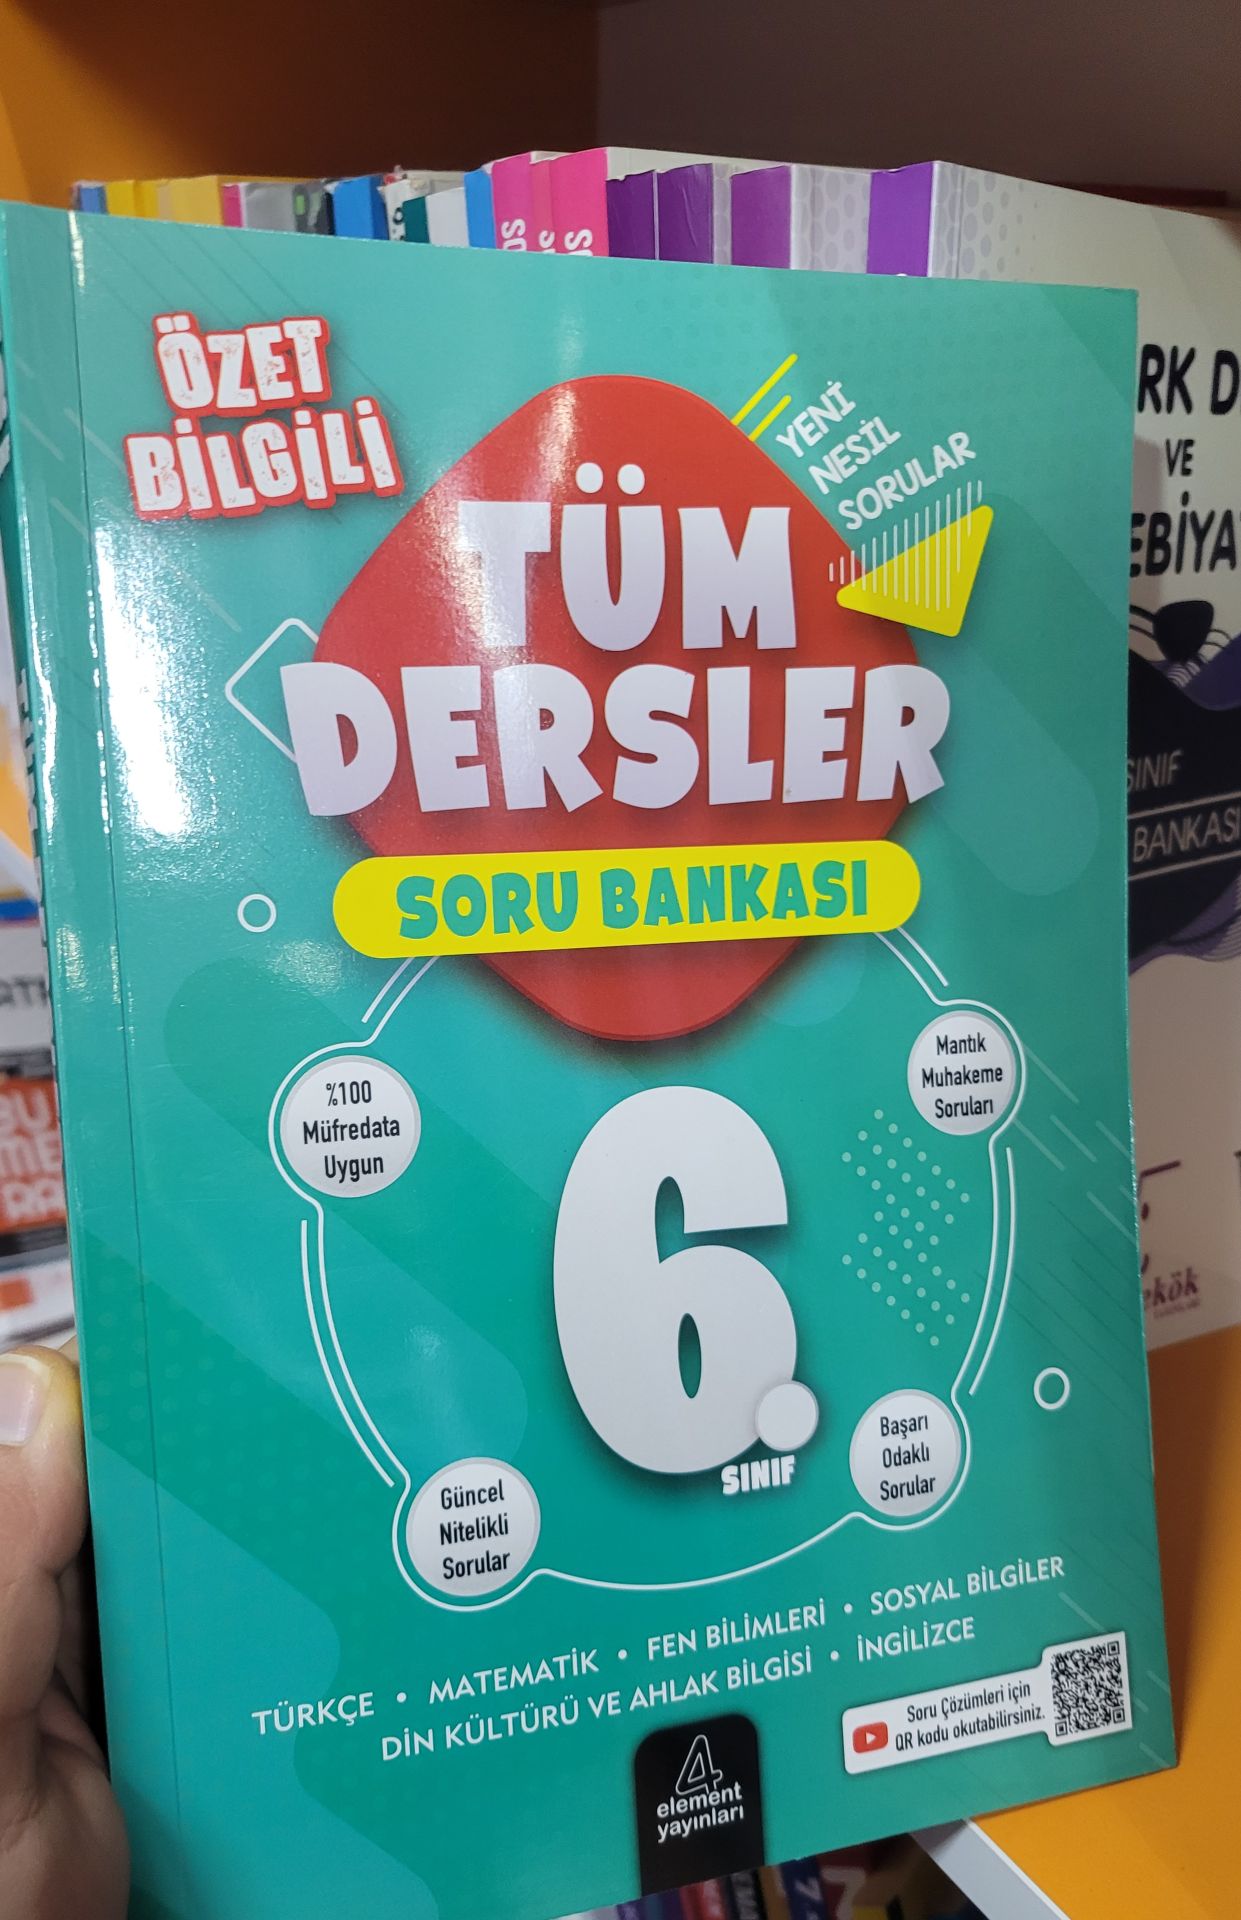 ÖZET
BİLGİLİ
YENİ
NESİL
SORULAR
TÜM
DERSLER
SORU BANKASI
%100
Müfredata
Uygun
Mantık
Muhakeme
Soruları
6.
SINIF
Güncel
Nitelikli
Sorular
Başarı
Odaklı
Sorular
TÜRKÇE • MATEMATİK • FEN BİLİMLERİ • SOSYAL BİLGİLER
DİN KÜLTÜRÜ VE AHLAK BİLGİSİ • İNGİLİZCE
Soru Çözümleri için
QR kodu okutabilirsiniz.
4
element
yayınları
VE
SINIF
BANKASI